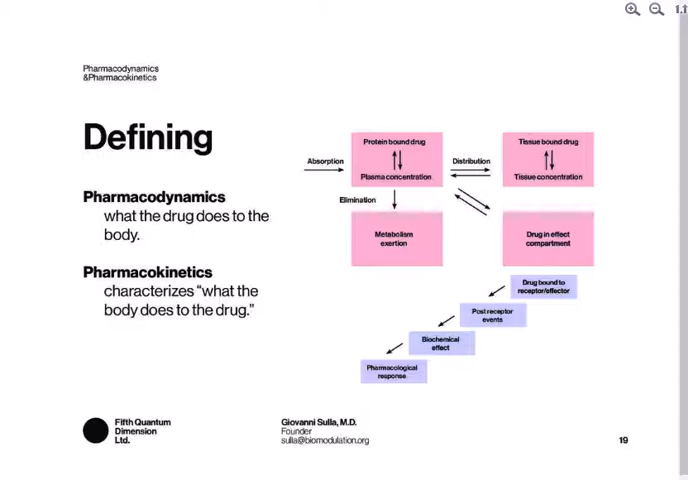 Pharmacodynamics
&Pharmacokinetics
Defining
Pharmacodynamics
what the drug does to the
body.
Pharmacokinetics
characterizes “what the
body does to the drug.”
Absorption
Protein bound drug
Plasma concentration
Distribution
Tissue bound drug
Tissue concentration
Elimination
Metabolism
exertion
Drug in effect
compartment
Drug bound to
receptor/effector
Post receptor
events
Biochemical
effect
Pharmacological
response
Fifth Quantum
Dimension
Ltd.
Giovanni Sulla, M.D.
Founder
sulla@biomodulation.org
19